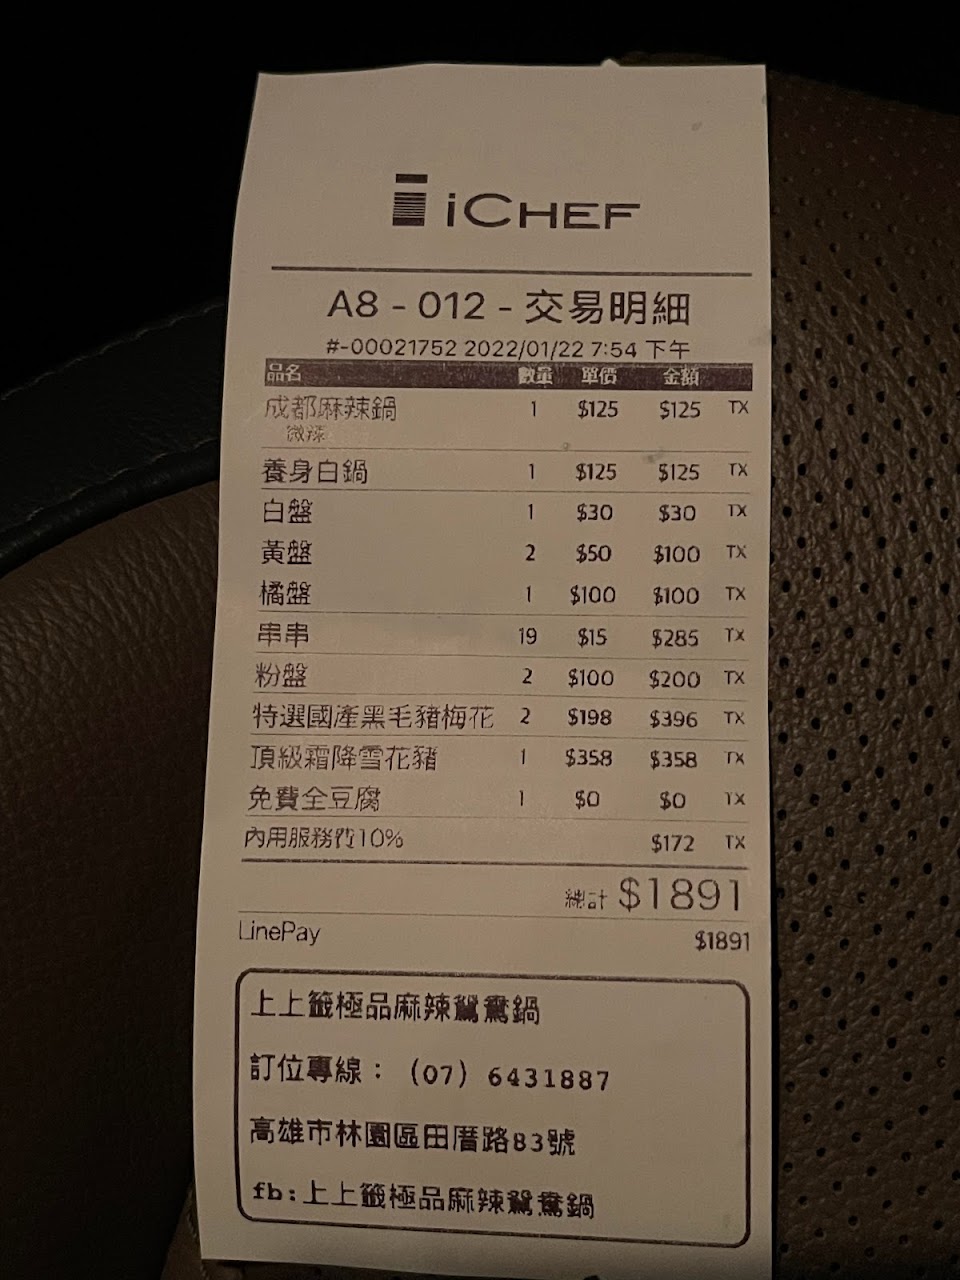 iCHEF
A8 - 012 - 交易明細
#-00021752 2022/01/22 7:54 下午
品名 數量 單價 金額
成都麻辣鍋 1 $125 $125 TX
微辣
養身白鍋 1 $125 $125 TX
白盤 1 $30 $30 TX
黃盤 2 $50 $100 TX
橘盤 1 $100 $100 TX
串串 19 $15 $285 TX
粉盤 2 $100 $200 TX
特選國產黑毛豬梅花 2 $198 $396 TX
頂級霜降雪花豬 1 $358 $358 TX
免費全豆腐 1 $0 $0 TX
內用服務費10% $172 TX
總計 $1891
LinePay $1891
上上籤極品麻辣鴛鴦鍋
訂位專線：（07）6431887
高雄市林園區田厝路83號
fb:上上籤極品麻辣鴛鴦鍋